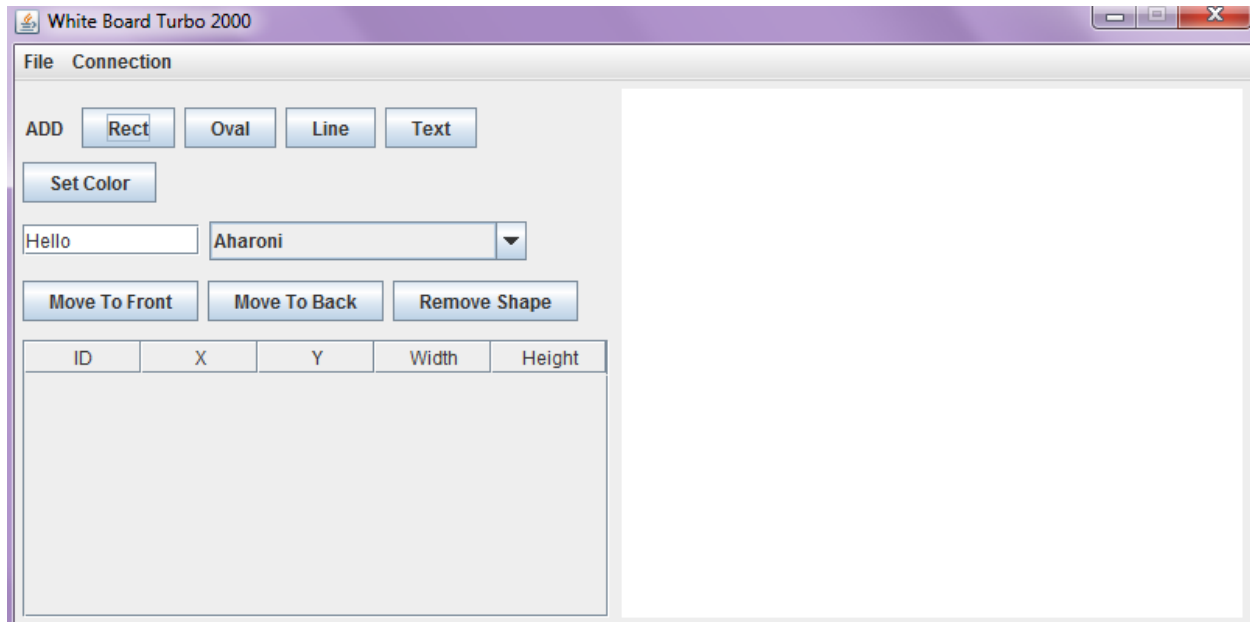 White Board Turbo 2000
File Connection
ADD Rect Oval Line Text
Set Color
Hello Aharoni
Move To Front Move To Back Remove Shape
ID X Y Width Height